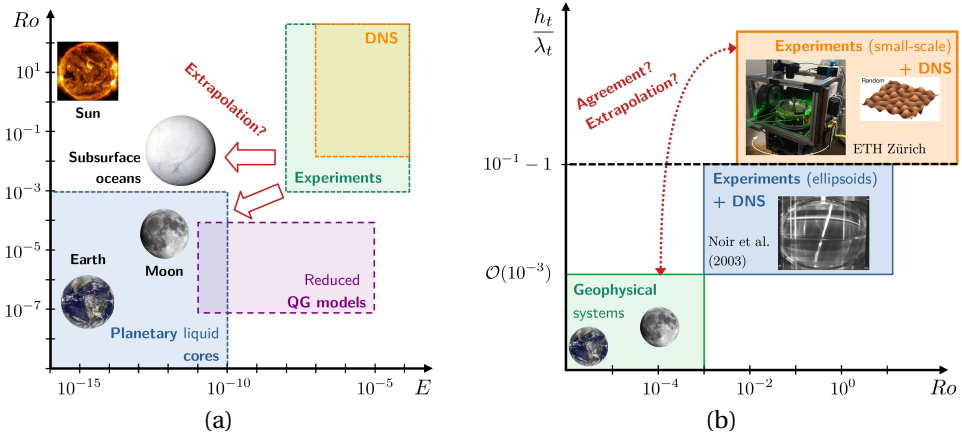 Ro
10^1
10^{-1}
10^{-3}
10^{-5}
10^{-7}
10^{-15}
10^{-10}
10^{-5}
E
Sun
Subsurface
oceans
Extrapolation?
DNS
Experiments
Moon
Earth
Reduced
QG models
Planetary liquid
cores
(a)
h_t
λ_t
10^{-1} - 1
O(10^{-3})
10^{-4}
10^{-2}
10^0
Ro
Agreement?
Extrapolation?
Experiments (small-scale)
+ DNS
Random
ETH Zürich
Experiments (ellipsoids)
+ DNS
Noir et al.
(2003)
Geophysical
systems
(b)